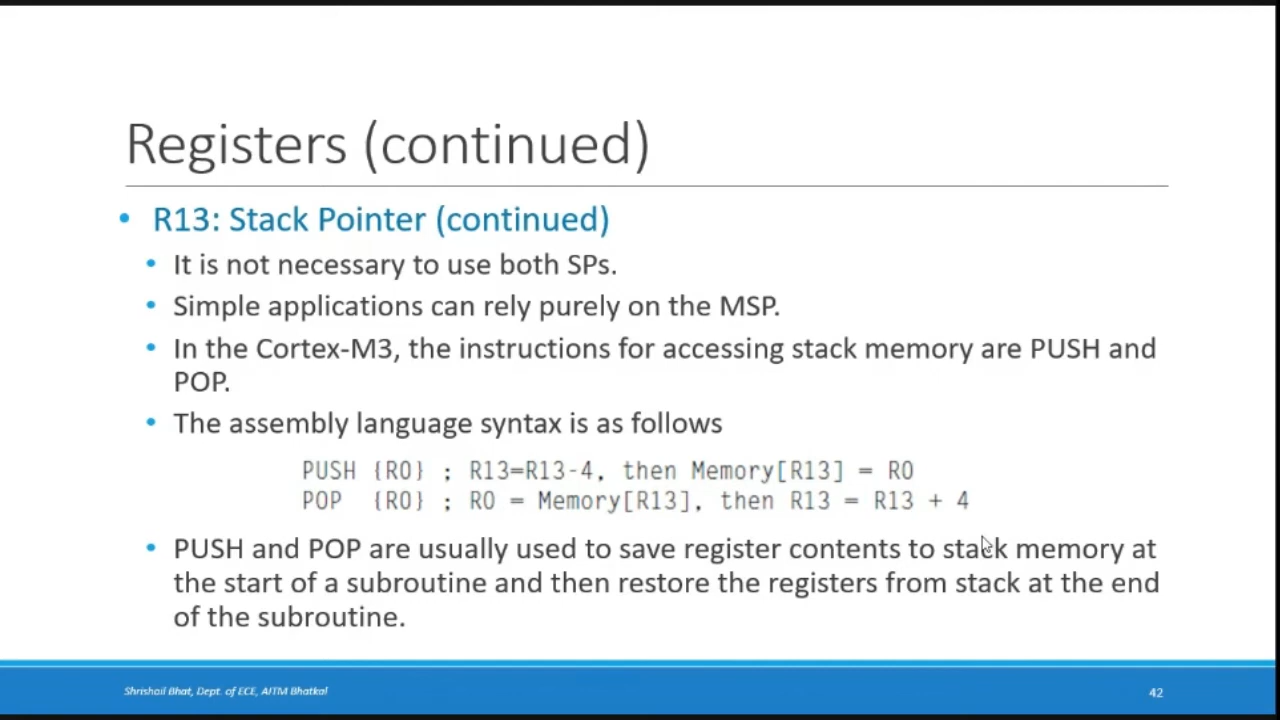 Registers (continued)
• R13: Stack Pointer (continued)
• It is not necessary to use both SPs.
• Simple applications can rely purely on the MSP.
• In the Cortex-M3, the instructions for accessing stack memory are PUSH and
POP.
• The assembly language syntax is as follows
PUSH {R0} ; R13=R13-4, then Memory[R13] = R0
POP {R0} ; R0 = Memory[R13], then R13 = R13 + 4
• PUSH and POP are usually used to save register contents to stack memory at
the start of a subroutine and then restore the registers from stack at the end
of the subroutine.
Shrishail Bhat, Dept. of ECE, AITM Bhatkal
42